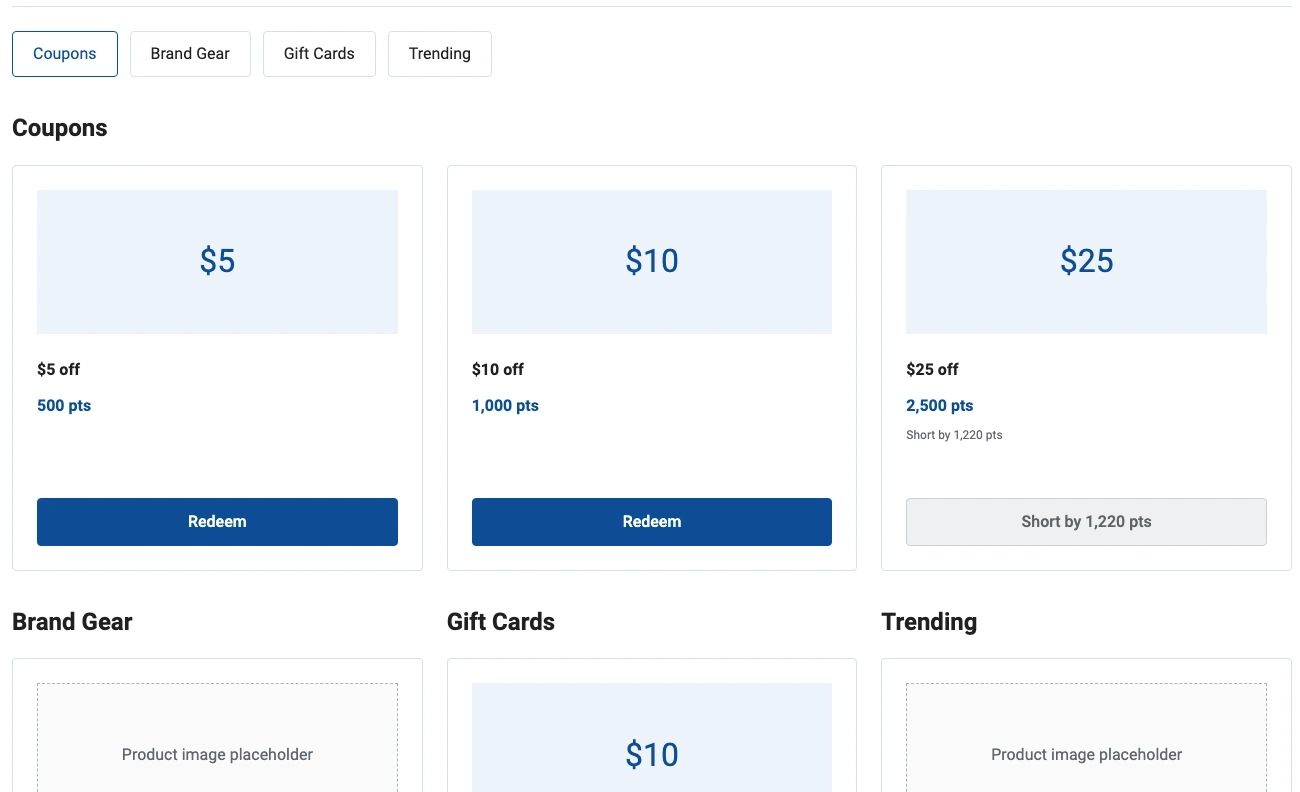 Coupons
Brand Gear
Gift Cards
Trending
Coupons
$5
$5 off
500 pts
Redeem
$10
$10 off
1,000 pts
Redeem
$25
$25 off
2,500 pts
Short by 1,220 pts
Short by 1,220 pts
Brand Gear
Product image placeholder
Gift Cards
$10
Trending
Product image placeholder